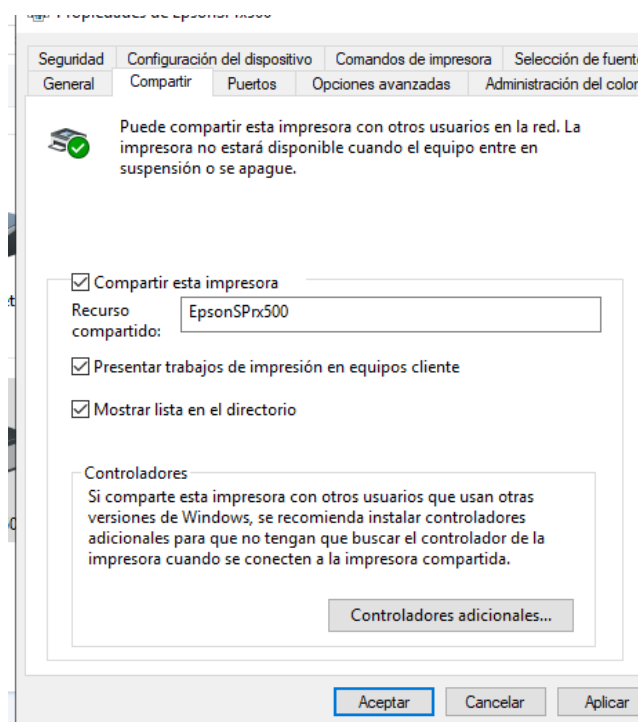 Propiedades de EpsonSPrx500
Seguridad Configuración del dispositivo Comandos de impresora Selección de fuente
General Compartir Puertos Opciones avanzadas Administración del color
Puede compartir esta impresora con otros usuarios en la red. La
impresora no estará disponible cuando el equipo entre en
suspensión o se apague.
Compartir esta impresora
Recurso
compartido:
EpsonSPrx500
Presentar trabajos de impresión en equipos cliente
Mostrar lista en el directorio
Controladores
Si comparte esta impresora con otros usuarios que usan otras
versiones de Windows, se recomienda instalar controladores
adicionales para que no tengan que buscar el controlador de la
impresora cuando se conecten a la impresora compartida.
Controladores adicionales...
Aceptar Cancelar Aplicar